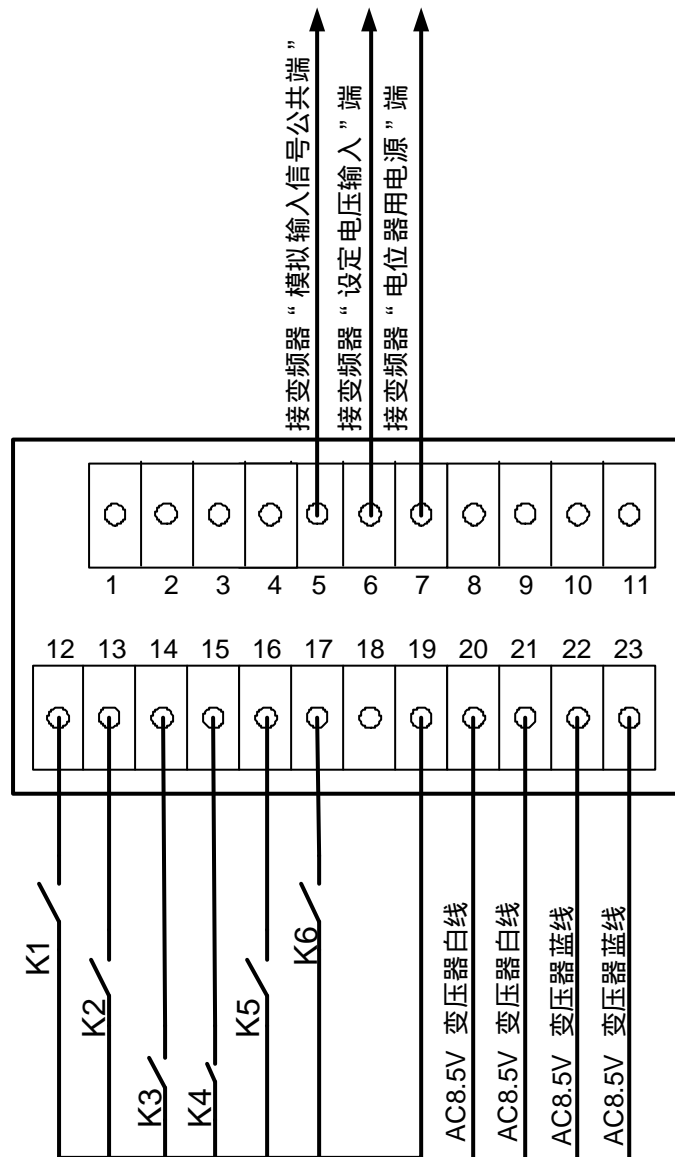 接变频器“模拟输入信号公共端”
接变频器“设定电压输入”端
接变频器“电位器用电源”端
1 2 3 4 5 6 7 8 9 10 11
12 13 14 15 16 17 18 19 20 21 22 23
K1
K2
K3
K4
K5
K6
AC8.5V 变压器白线
AC8.5V 变压器白线
AC8.5V 变压器蓝线
AC8.5V 变压器蓝线